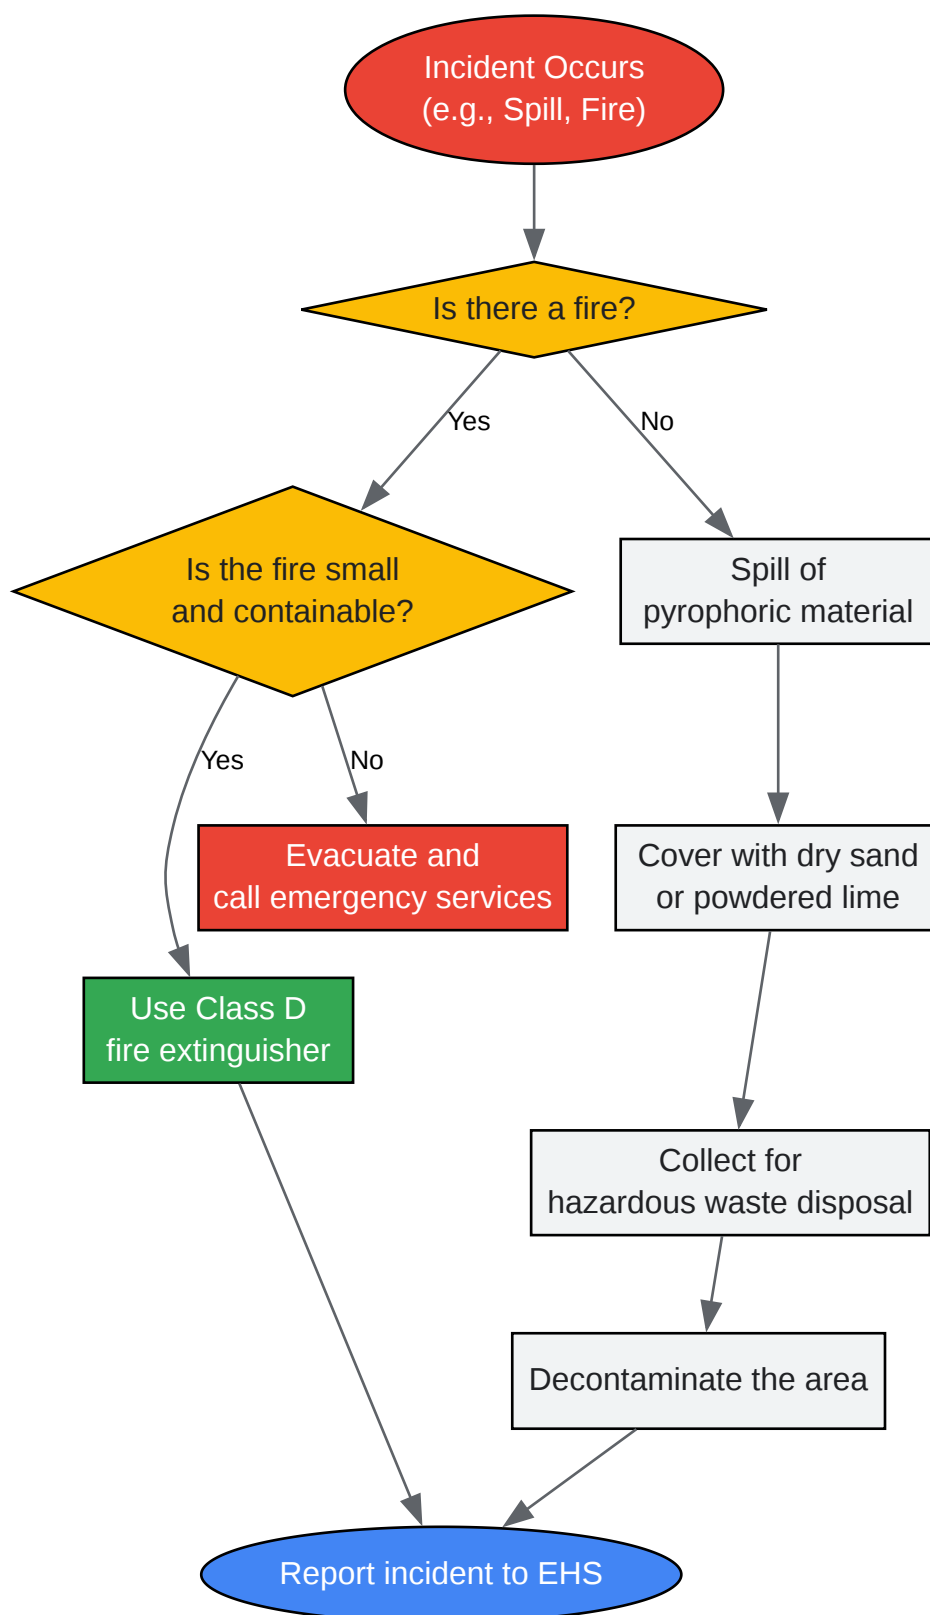 Incident Occurs
(e.g., Spill, Fire)
Is there a fire?
Yes
No
Is the fire small
and containable?
Spill of
pyrophoric material
Yes
No
Evacuate and
call emergency services
Cover with dry sand
or powdered lime
Use Class D
fire extinguisher
Collect for
hazardous waste disposal
Decontaminate the area
Report incident to EHS